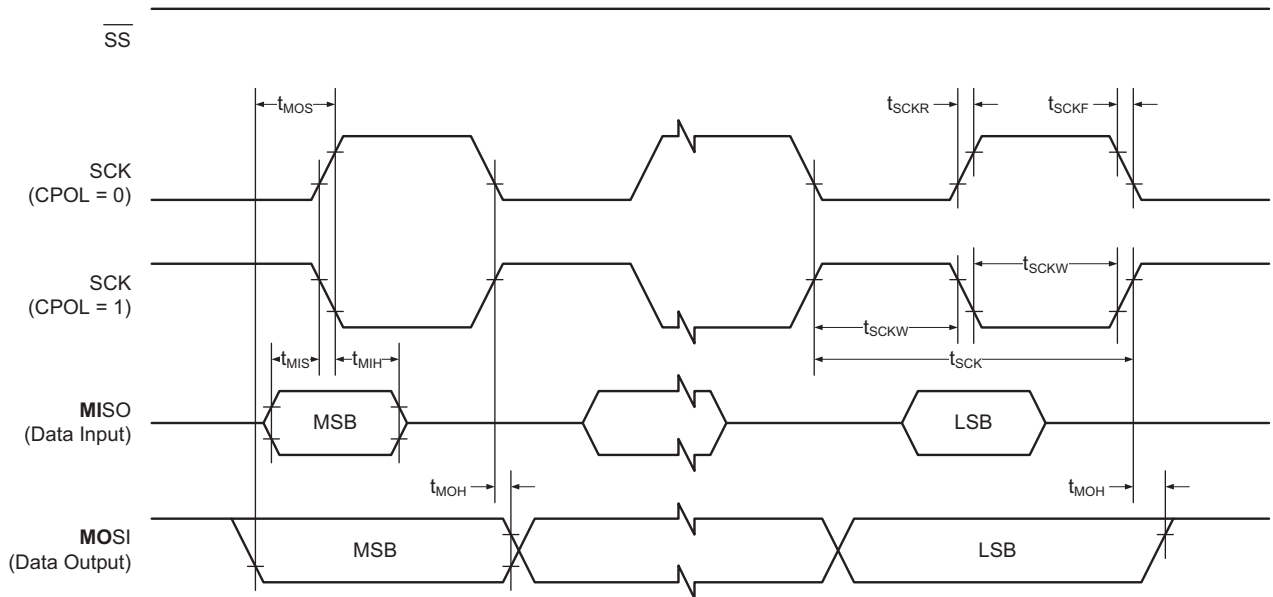 SS
tMOS
tSCKR
tSCKF
SCK
(CPOL = 0)
SCK
(CPOL = 1)
tSCKW
tSCKW
tMIS
tMIH
tSCK
MISO
(Data Input)
MSB
LSB
tMOH
tMOH
MOSI
(Data Output)
MSB
LSB